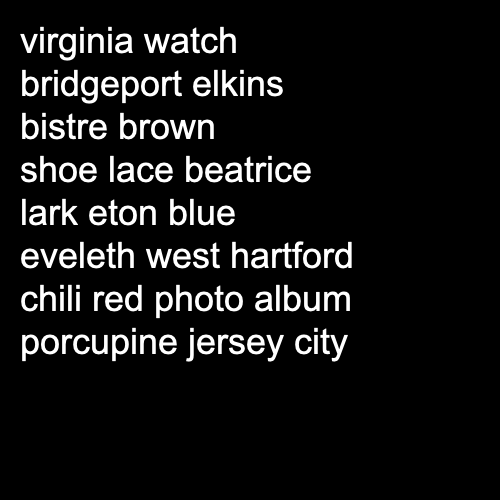 virginia watch
bridgeport elkins
bistre brown
shoe lace beatrice
lark eton blue
eveleth west hartford
chili red photo album
porcupine jersey city